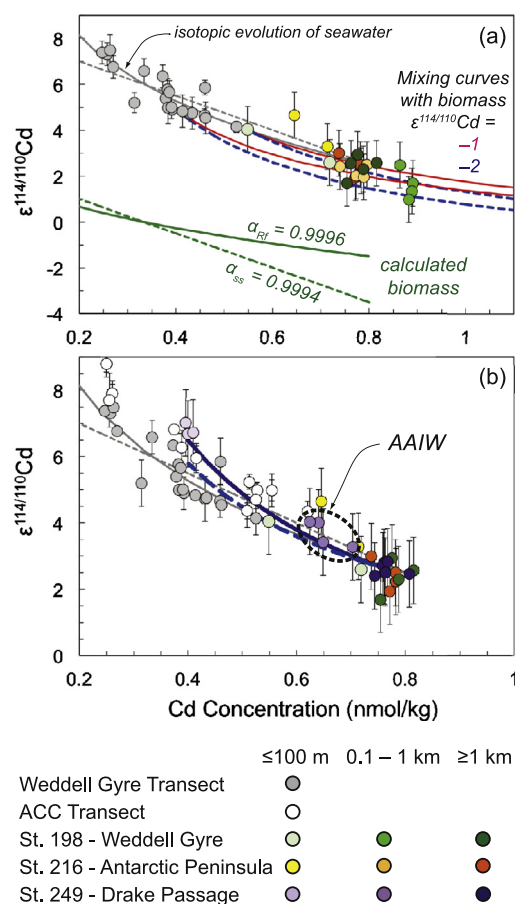 (a)
isotopic evolution of seawater
Mixing curves
with biomass
ε114/110Cd =
–1
–2
8
6
4
2
0
-2
-4
ε114/110Cd
αRf = 0.9996
αss = 0.9994
calculated
biomass
0.2 0.4 0.6 0.8 1
(b)
AAIW
8
6
4
2
0
ε114/110Cd
0.2 0.4 0.6 0.8 1
Cd Concentration (nmol/kg)
≤100 m 0.1 – 1 km ≥1 km
Weddell Gyre Transect
ACC Transect
St. 198 - Weddell Gyre
St. 216 - Antarctic Peninsula
St. 249 - Drake Passage